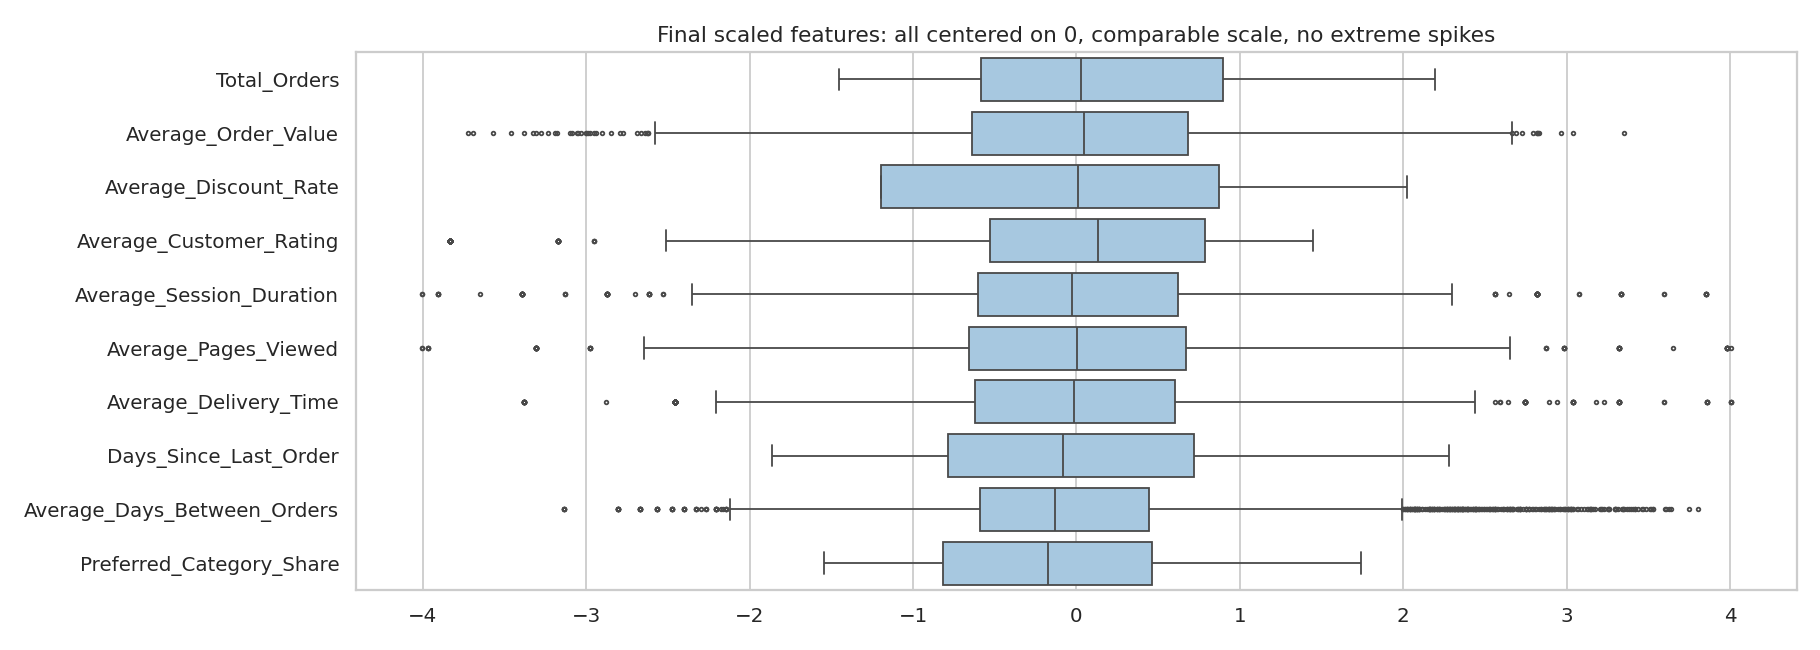 Final scaled features: all centered on 0, comparable scale, no extreme spikes
Total_Orders
Average_Order_Value
Average_Discount_Rate
Average_Customer_Rating
Average_Session_Duration
Average_Pages_Viewed
Average_Delivery_Time
Days_Since_Last_Order
Average_Days_Between_Orders
Preferred_Category_Share
−4 −3 −2 −1 0 1 2 3 4